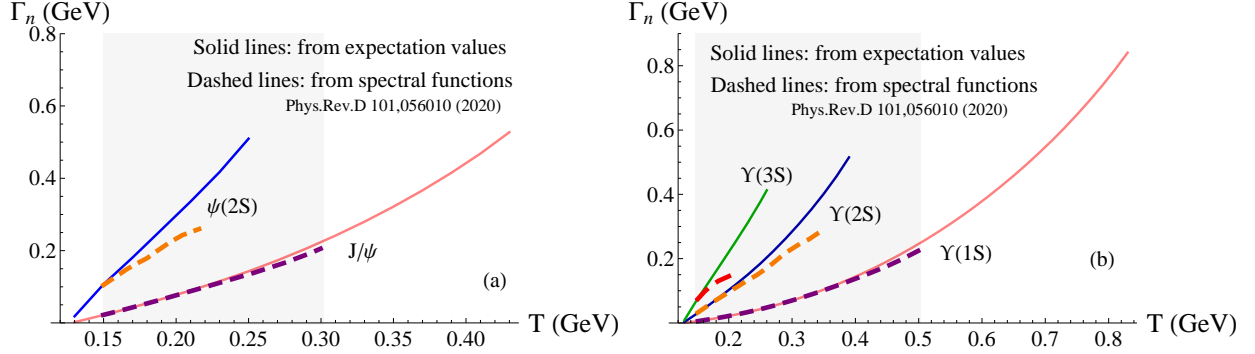 Γn (GeV)
0.8
0.6
0.4
0.2
0.15
0.20
0.25
0.30
0.35
0.40
T (GeV)
Solid lines: from expectation values
Dashed lines: from spectral functions
Phys.Rev.D 101,056010 (2020)
ψ(2S)
J/ψ
(a)
Γn (GeV)
0.8
0.6
0.4
0.2
0.0
0.2
0.3
0.4
0.5
0.6
0.7
0.8
T (GeV)
Solid lines: from expectation values
Dashed lines: from spectral functions
Phys.Rev.D 101,056010 (2020)
ϒ(3S)
ϒ(2S)
ϒ(1S)
(b)